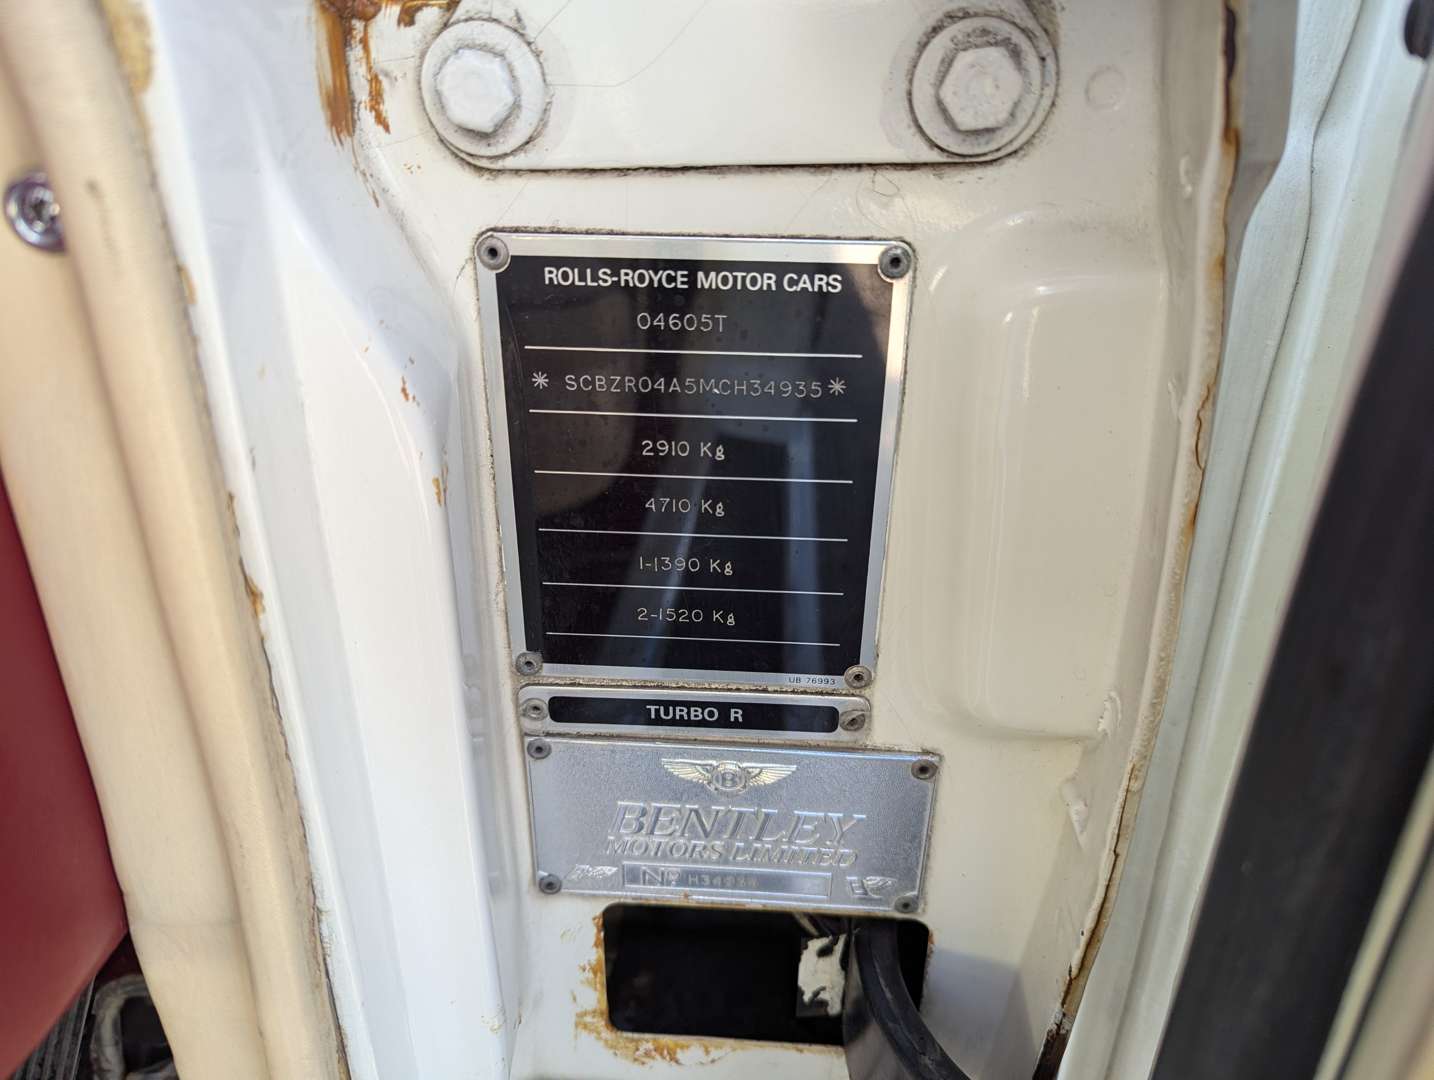 ROLLS-ROYCE MOTOR CARS
04605T
* SCBZR04A5MCH34935 *
2910 Kg
4710 Kg
1-1390 Kg
2-1520 Kg
UB 76993
TURBO R
B
BENTLEY
MOTORS LIMITED
Nº